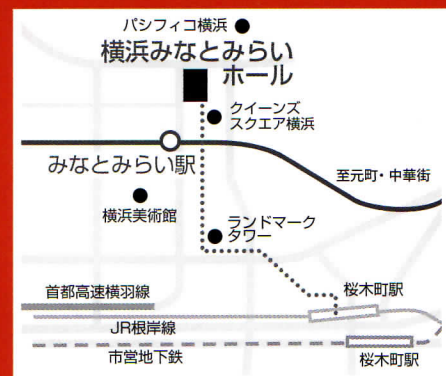 パシフィコ横浜
横浜みなとみらい
ホール
クイーンズ
スクエア横浜
みなとみらい駅
至元町・中華街
横浜美術館
ランドマーク
タワー
桜木町駅
首都高速横羽線
JR根岸線
市営地下鉄
桜木町駅